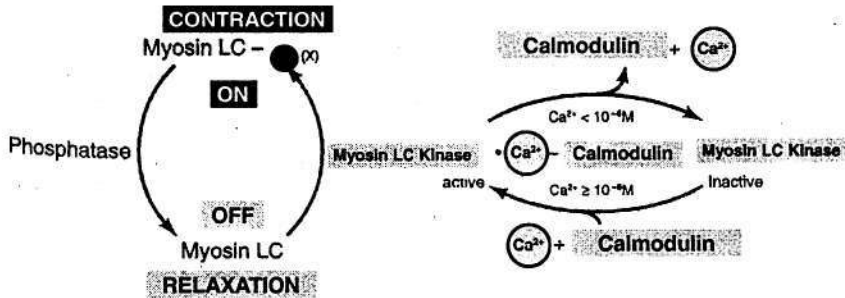 CONTRACTION
Myosin LC – (X)
ON
Phosphatase
OFF
Myosin LC
RELAXATION
Calmodulin + Ca²⁺
Ca²⁺ < 10⁻⁴M
Myosin LC Kinase • Ca²⁺ – Calmodulin Myosin LC Kinase
active Inactive
Ca²⁺ ≥ 10⁻⁶M
Ca²⁺ + Calmodulin